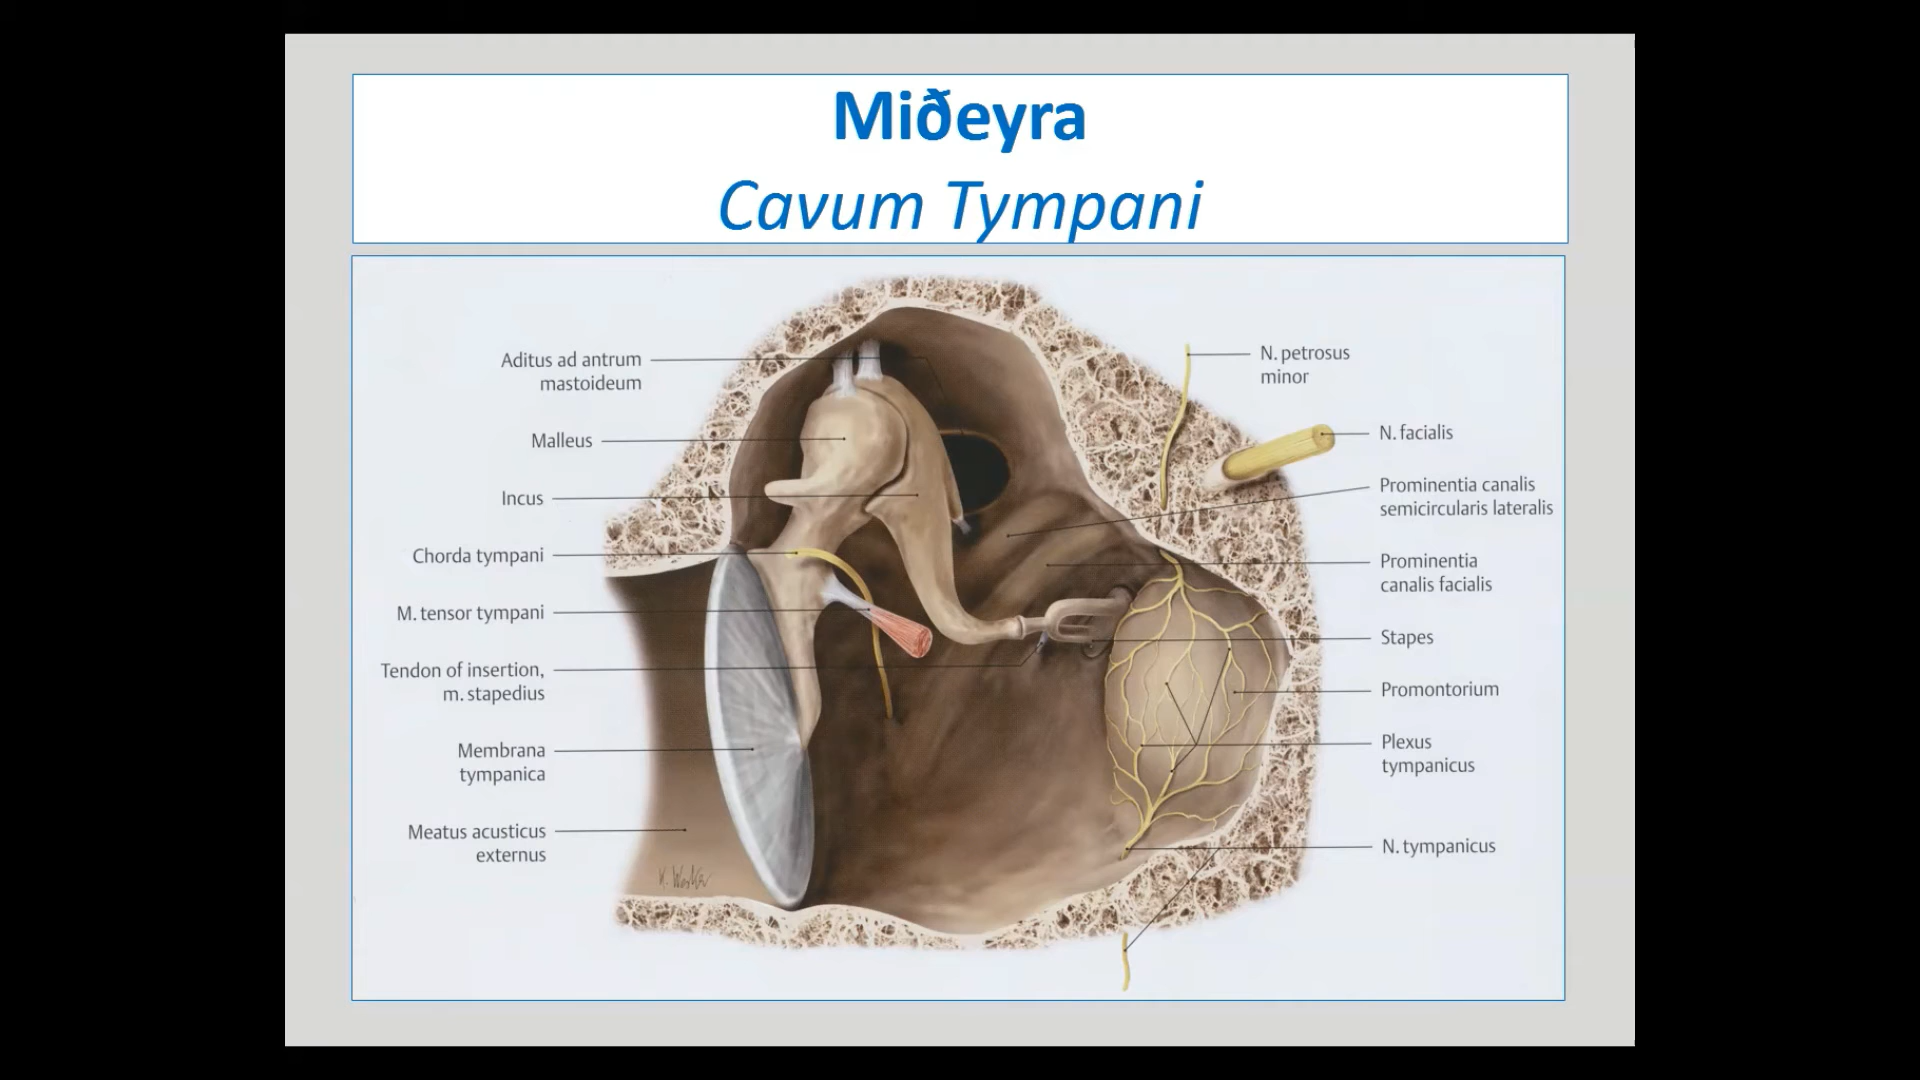 Miðeyra
Cavum Tympani
Aditus ad antrum
mastoideum
Malleus
Incus
Chorda tympani
M. tensor tympani
Tendon of insertion,
m. stapedius
Membrana
tympanica
Meatus acusticus
externus
N. petrosus
minor
N. facialis
Prominentia canalis
semicircularis lateralis
Prominentia
canalis facialis
Stapes
Promontorium
Plexus
tympanicus
N. tympanicus